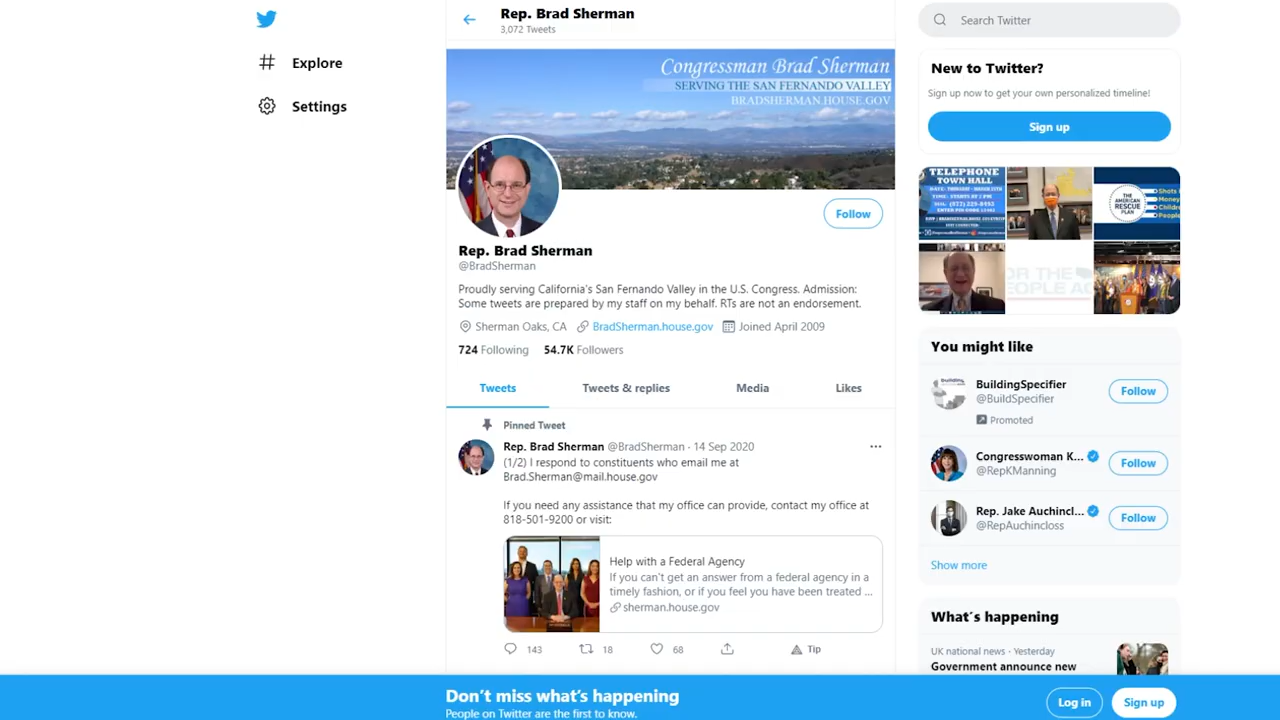 Rep. Brad Sherman
3,072 Tweets
Explore
Settings
Congressman Brad Sherman
SERVING THE SAN FERNANDO VALLEY
BRADSHERMAN.HOUSE.GOV
Follow
Rep. Brad Sherman
@BradSherman
Proudly serving California's San Fernando Valley in the U.S. Congress. Admission:
Some tweets are prepared by my staff on my behalf. RTs are not an endorsement.
Sherman Oaks, CA BradSherman.house.gov Joined April 2009
724 Following 54.7K Followers
Tweets Tweets & replies Media Likes
Pinned Tweet
Rep. Brad Sherman @BradSherman · 14 Sep 2020
(1/2) I respond to constituents who email me at
Brad.Sherman@mail.house.gov
If you need any assistance that my office can provide, contact my office at
818-501-9200 or visit:
Help with a Federal Agency
If you can't get an answer from a federal agency in a
timely fashion, or if you feel you have been treated ...
sherman.house.gov
143 18 68 Tip
Search Twitter
New to Twitter?
Sign up now to get your own personalized timeline!
Sign up
TELEPHONE
TOWN HALL
THE
AMERICAN
RESCUE
PLAN
Shots i
Money
Childr
People
OR THE
EOPLE AC
You might like
BuildingSpecifier
@BuildSpecifier
Follow
Promoted
Congresswoman K...
@RepKManning
Follow
Rep. Jake Auchincl...
@RepAuchincloss
Follow
Show more
What's happening
UK national news · Yesterday
Government announce new
Don't miss what's happening
People on Twitter are the first to know.
Log in
Sign up